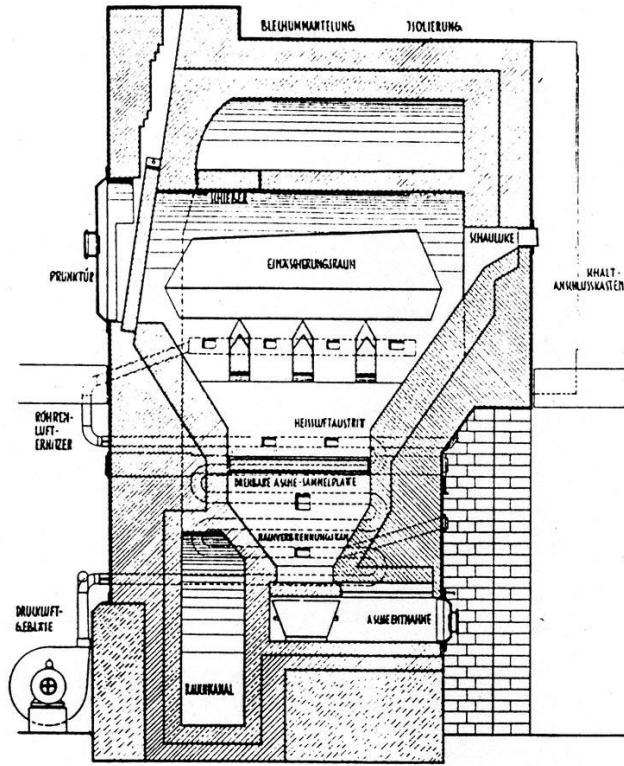 BLECHUMMANTELUNG
ISOLIERUNG
SCHIEBER
SCHAULUKE
PRUNKTÜR
EINÄSCHERUNGSRAUM
SCHALT-
ANSCHLUSSKASTEN
RÖHREN-
LUFT-
ERHITZER
HEISSLUFTAUSTRITT
DREHBARE ASCHE-SAMMELPLATTE
DRUCKLUFT-
GEBLÄSE
ASCHEENTNAHME
RAUCHKANAL